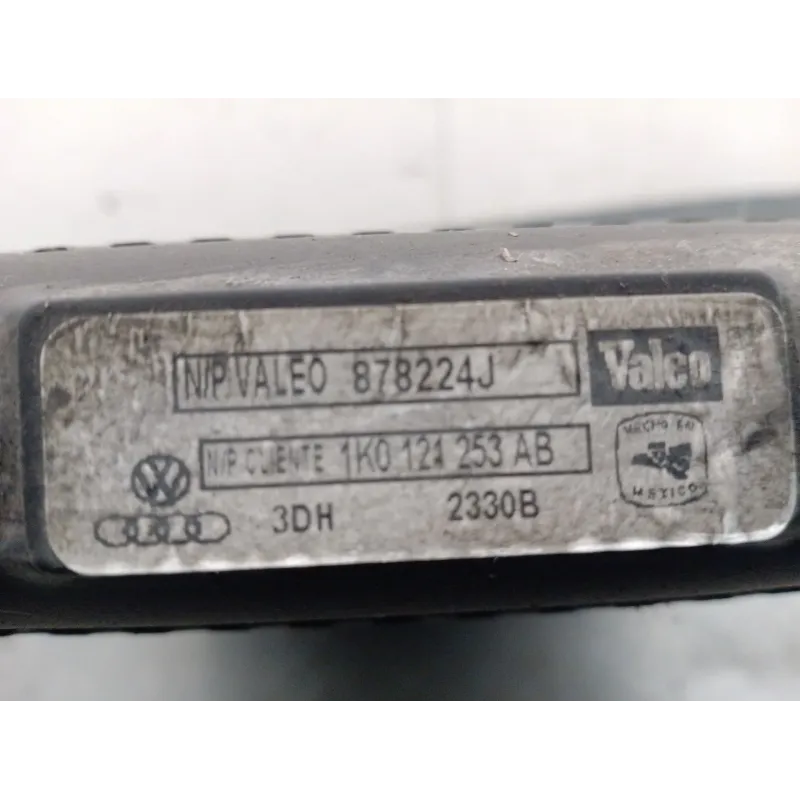 N/P VALEO 878224J
Valeo
N/P CLIENTE 1K0 121 253 AB
HECHO EN
MEXICO
3DH 2330B